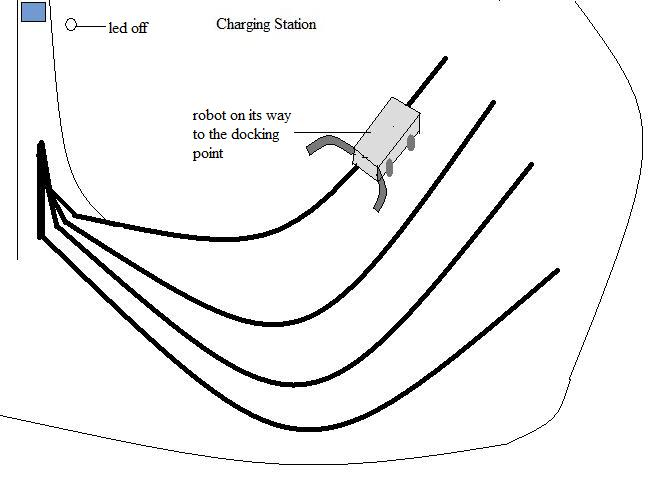 led off
Charging Station
robot on its way
to the docking
point